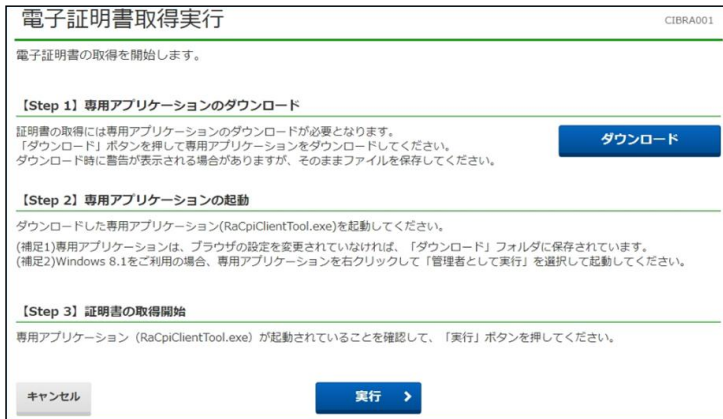 電子証明書取得実行
CIBRA001
電子証明書の取得を開始します。
【Step 1】専用アプリケーションのダウンロード
証明書の取得には専用アプリケーションのダウンロードが必要となります。
「ダウンロード」ボタンを押して専用アプリケーションをダウンロードしてください。
ダウンロード時に警告が表示される場合がありますが、そのままファイルを保存してください。
ダウンロード
【Step 2】専用アプリケーションの起動
ダウンロードした専用アプリケーション(RaCpiClientTool.exe)を起動してください。
(補足1)専用アプリケーションは、ブラウザの設定を変更されていなければ、「ダウンロード」フォルダに保存されています。
(補足2)Windows 8.1をご利用の場合、専用アプリケーションを右クリックして「管理者として実行」を選択して起動してください。
【Step 3】証明書の取得開始
専用アプリケーション（RaCpiClientTool.exe）が起動されていることを確認して、「実行」ボタンを押してください。
キャンセル
実行